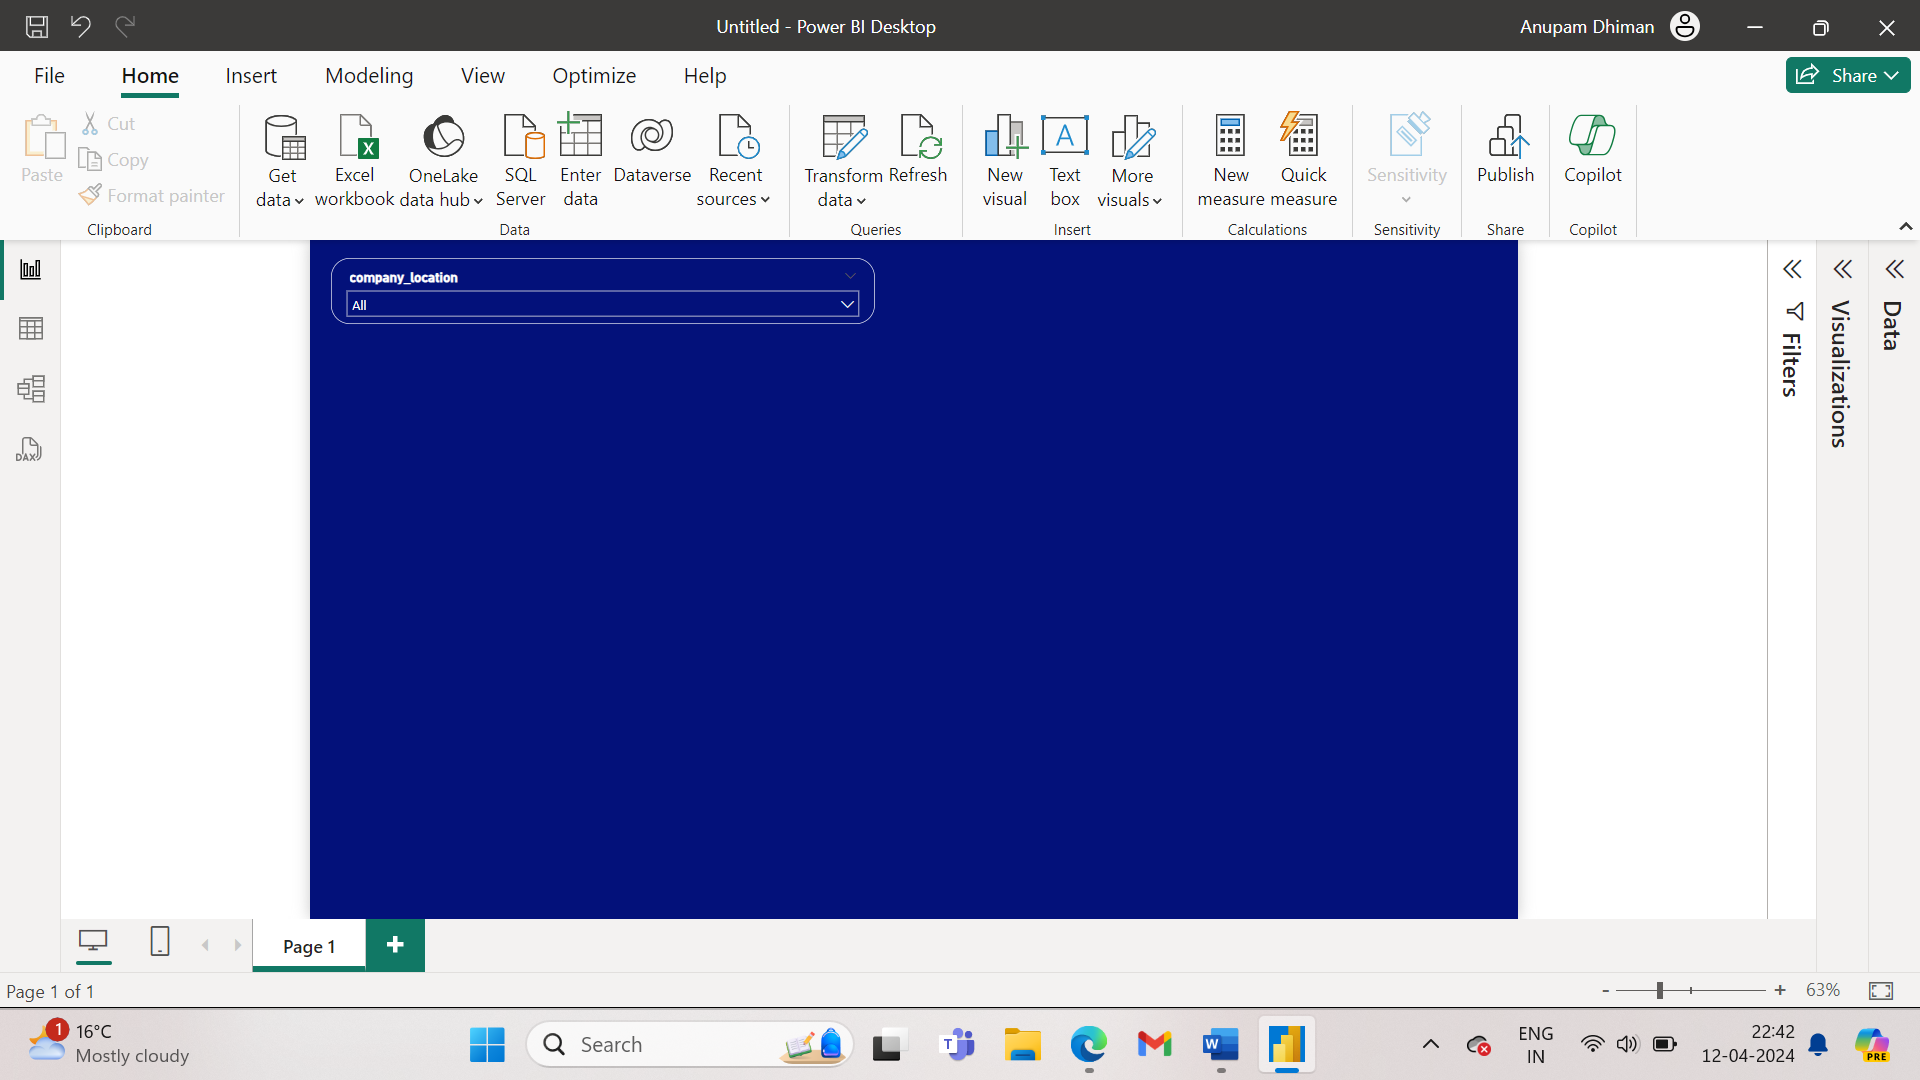 Untitled - Power BI Desktop
Anupam Dhiman
File
Home
Insert
Modeling
View
Optimize
Help
Share
Paste
Cut
Copy
Format painter
Clipboard
Get data
Excel workbook
OneLake data hub
SQL Server
Enter data
Dataverse
Recent sources
Data
Transform data
Refresh
Queries
New visual
A
Text box
More visuals
Insert
New measure
Quick measure
Calculations
Sensitivity
Sensitivity
Publish
Share
Copilot
Copilot
DAX
company_location
All
Filters
Visualizations
Data
Page 1
Page 1 of 1
- + 63%
1
16°C
Mostly cloudy
Search
T
W
ENG
IN
22:42
12-04-2024
PRE